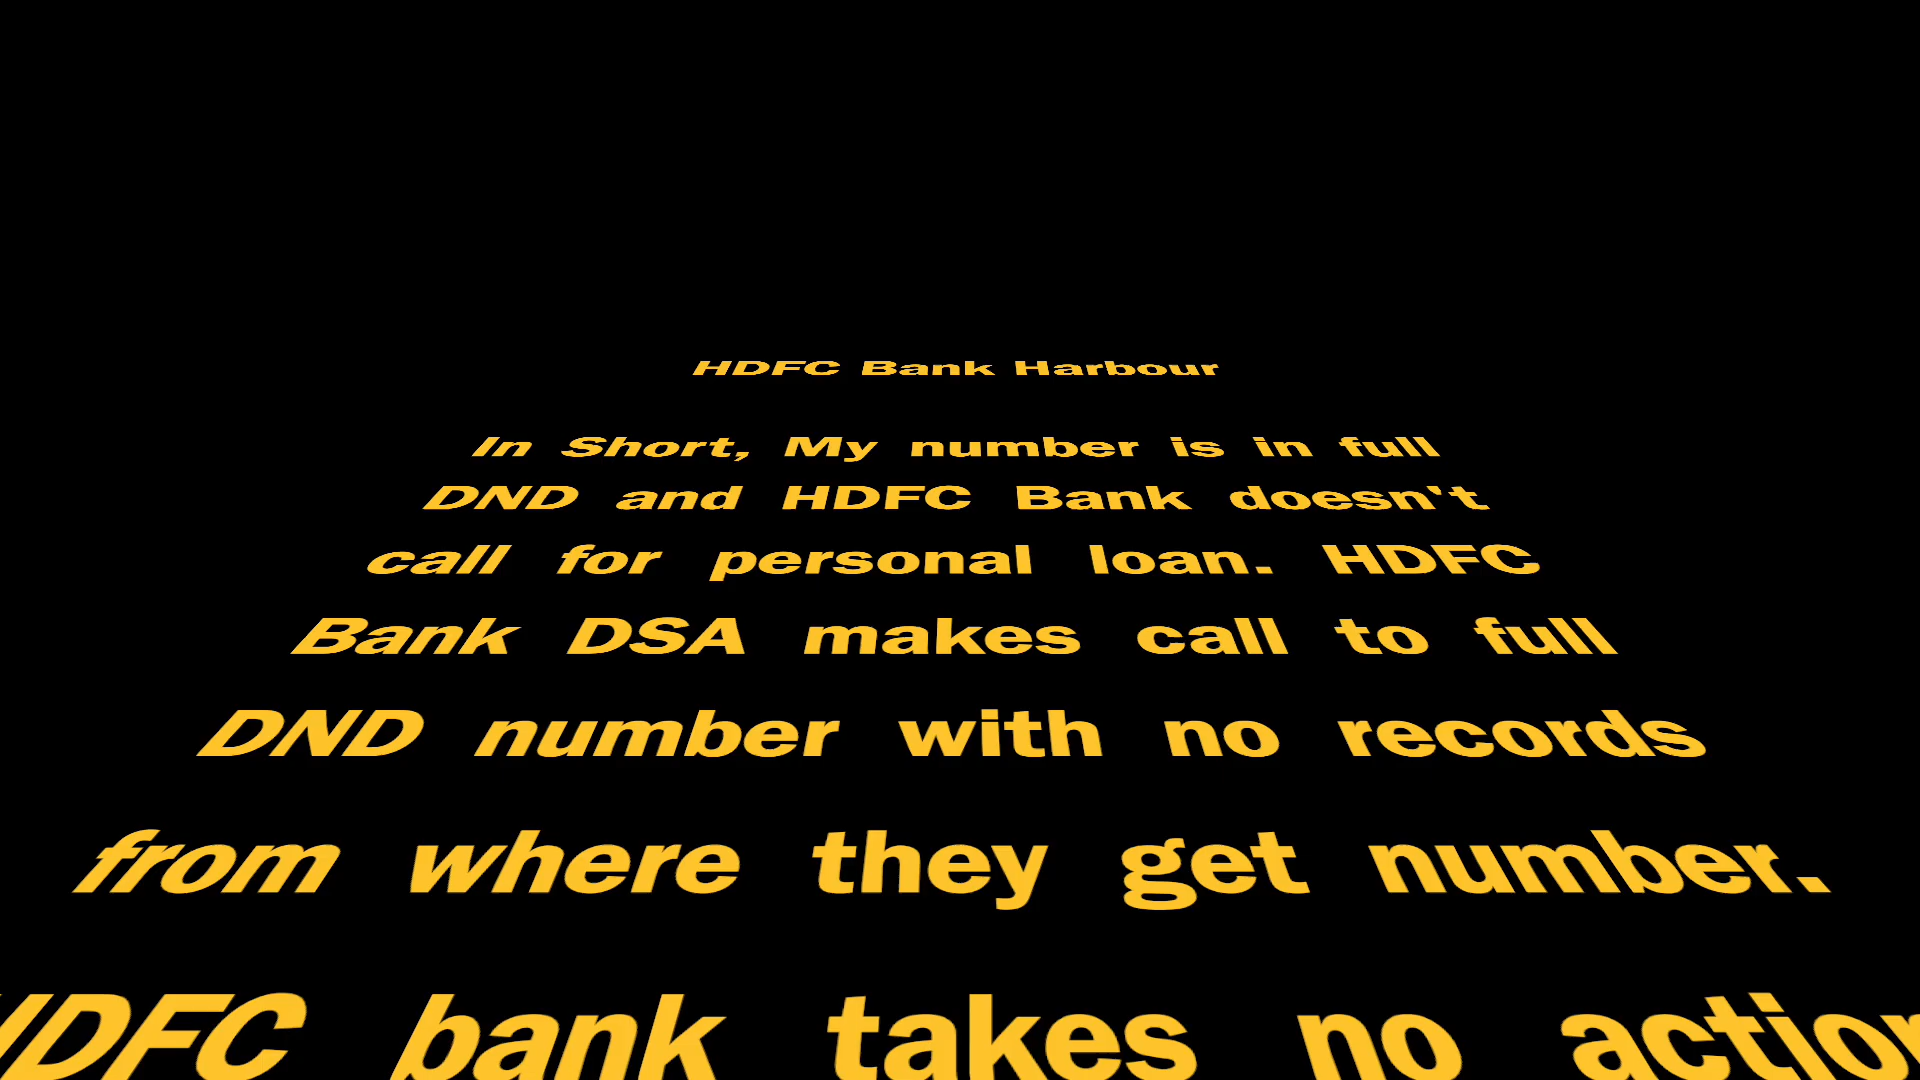 HDFC Bank Harbour
In Short, My number is in full
DND and HDFC Bank doesn't
call for personal loan. HDFC
Bank DSA makes call to full
DND number with no records
from where they get number.
HDFC bank takes no action